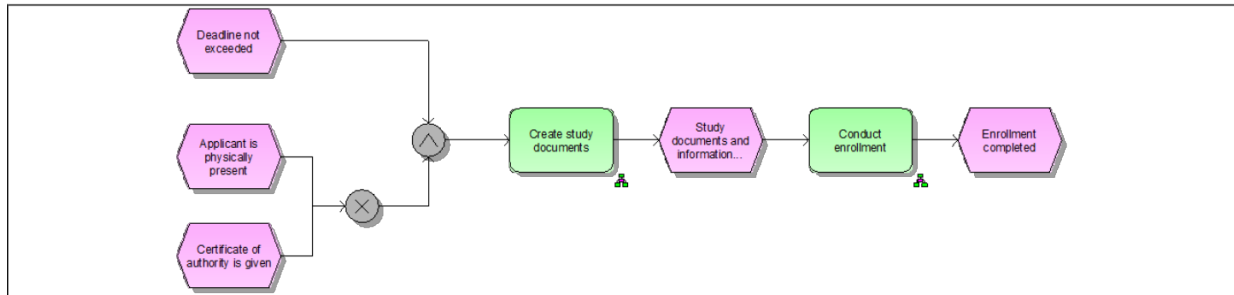 Deadline not
exceeded
Applicant is
physically
present
Certificate of
authority is given
Create study
documents
Study
documents and
information...
Conduct
enrollment
Enrollment
completed